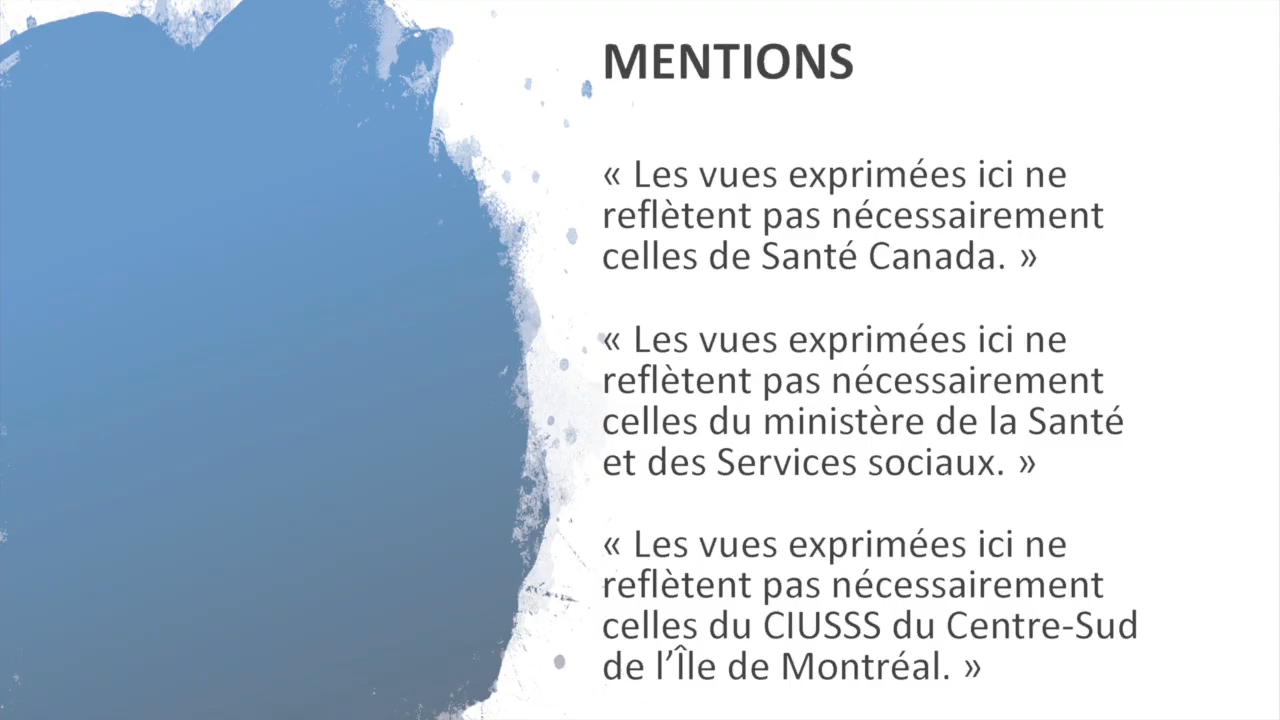 MENTIONS
« Les vues exprimées ici ne
reflètent pas nécessairement
celles de Santé Canada. »
« Les vues exprimées ici ne
reflètent pas nécessairement
celles du ministère de la Santé
et des Services sociaux. »
« Les vues exprimées ici ne
reflètent pas nécessairement
celles du CIUSSS du Centre-Sud
de l’Île de Montréal. »